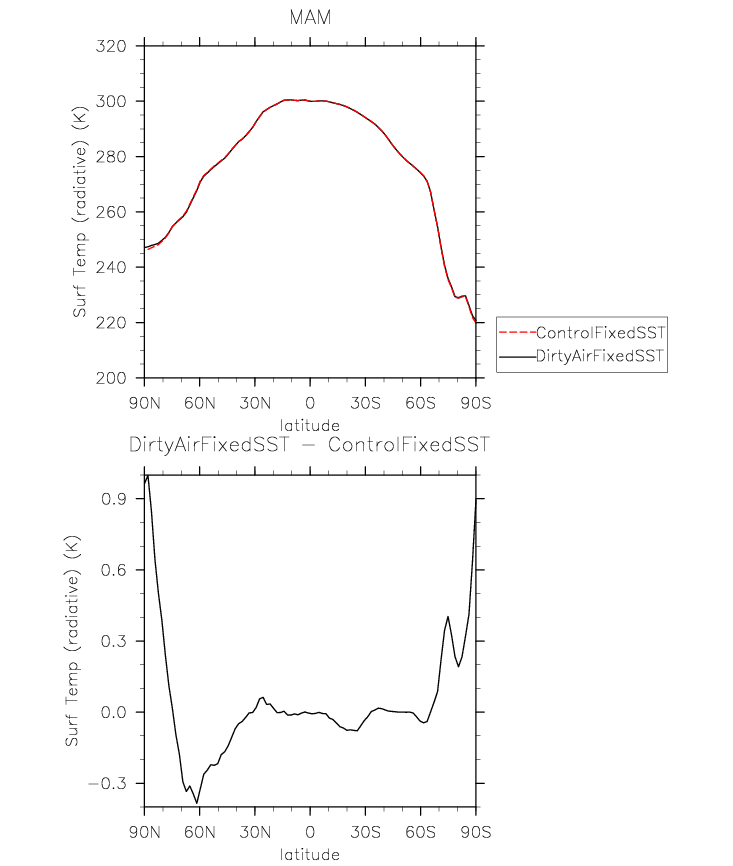 MAM
320
300
280
260
240
220
200
Surf Temp (radiative) (K)
90N 60N 30N 0 30S 60S 90S
latitude
ControlFixedSST
DirtyAirFixedSST
DirtyAirFixedSST − ControlFixedSST
0.9
0.6
0.3
0.0
−0.3
Surf Temp (radiative) (K)
90N 60N 30N 0 30S 60S 90S
latitude